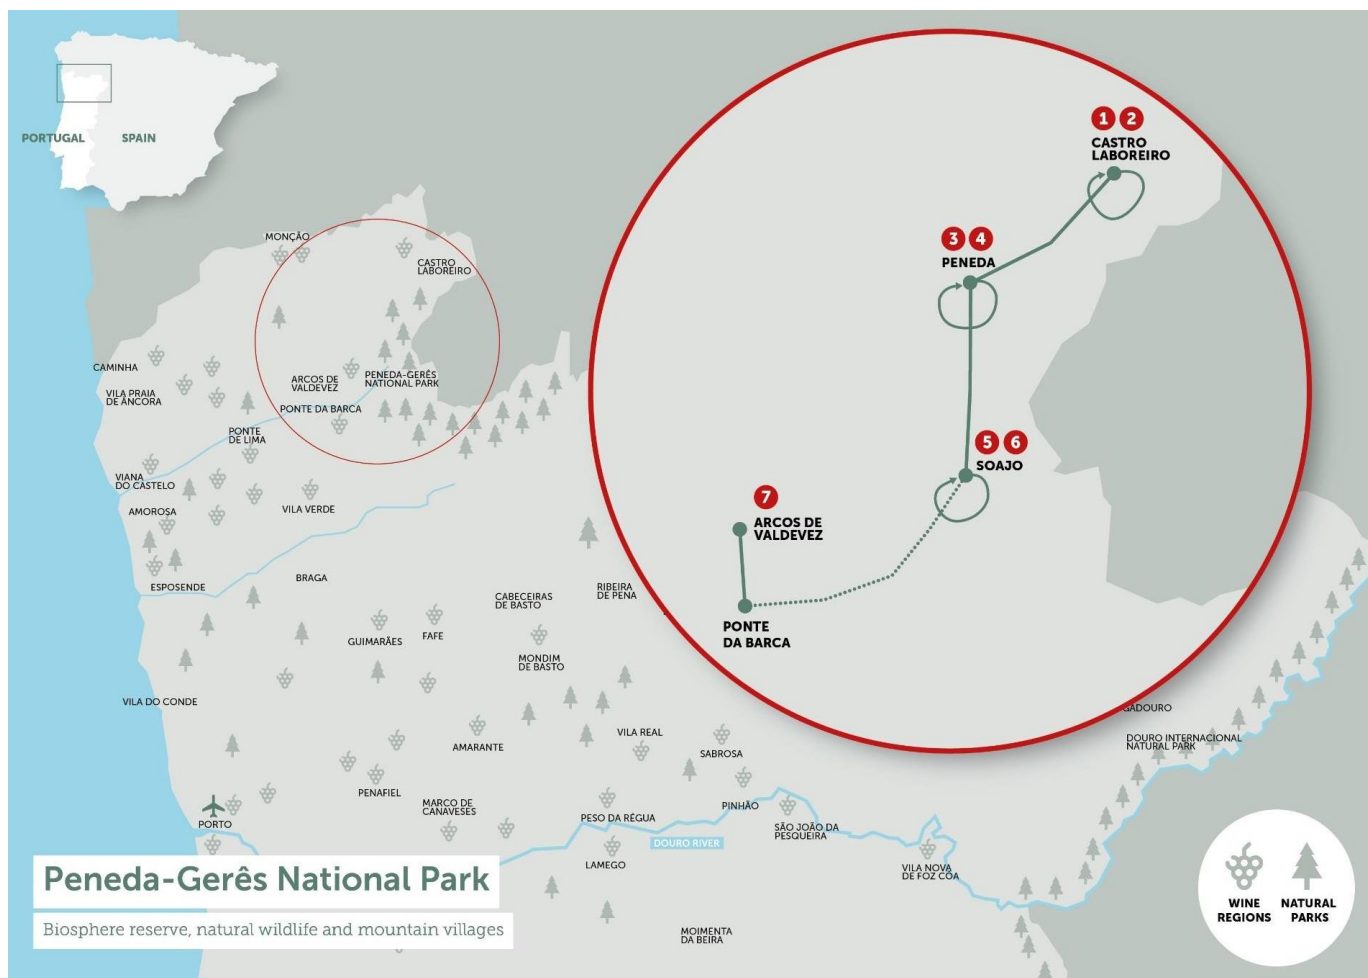 PORTUGAL
SPAIN
MONÇÃO
CASTRO
LABOREIRO
CAMINHA
VILA PRAIA
DE ÂNCORA
ARCOS DE
VALDEVEZ
PENEDA-GERÊS
NATIONAL PARK
PONTE DA BARCA
PONTE
DE LIMA
VIANA
DO CASTELO
AMOROSA
VILA VERDE
ESPOSENDE
BRAGA
CABECEIRAS
DE BASTO
RIBEIRA
DE PENA
GUIMARÃES
FAFE
MONDIM
DE BASTO
VILA DO CONDE
AMARANTE
VILA REAL
SABROSA
PENAFIEL
MARCO DE
CANAVESES
PESO DA RÉGUA
PINHÃO
SÃO JOÃO DA
PESQUEIRA
PORTO
DOURO RIVER
LAMEGO
VILA NOVA
DE FOZ CÔA
MOIMENTA
DA BEIRA
GADOURO
DOURO INTERNACIONAL
NATURAL PARK
1 2
CASTRO
LABOREIRO
3 4
PENEDA
5 6
SOAJO
7
ARCOS DE
VALDEVEZ
PONTE
DA BARCA
Peneda-Gerês National Park
Biosphere reserve, natural wildlife and mountain villages
WINE
REGIONS
NATURAL
PARKS